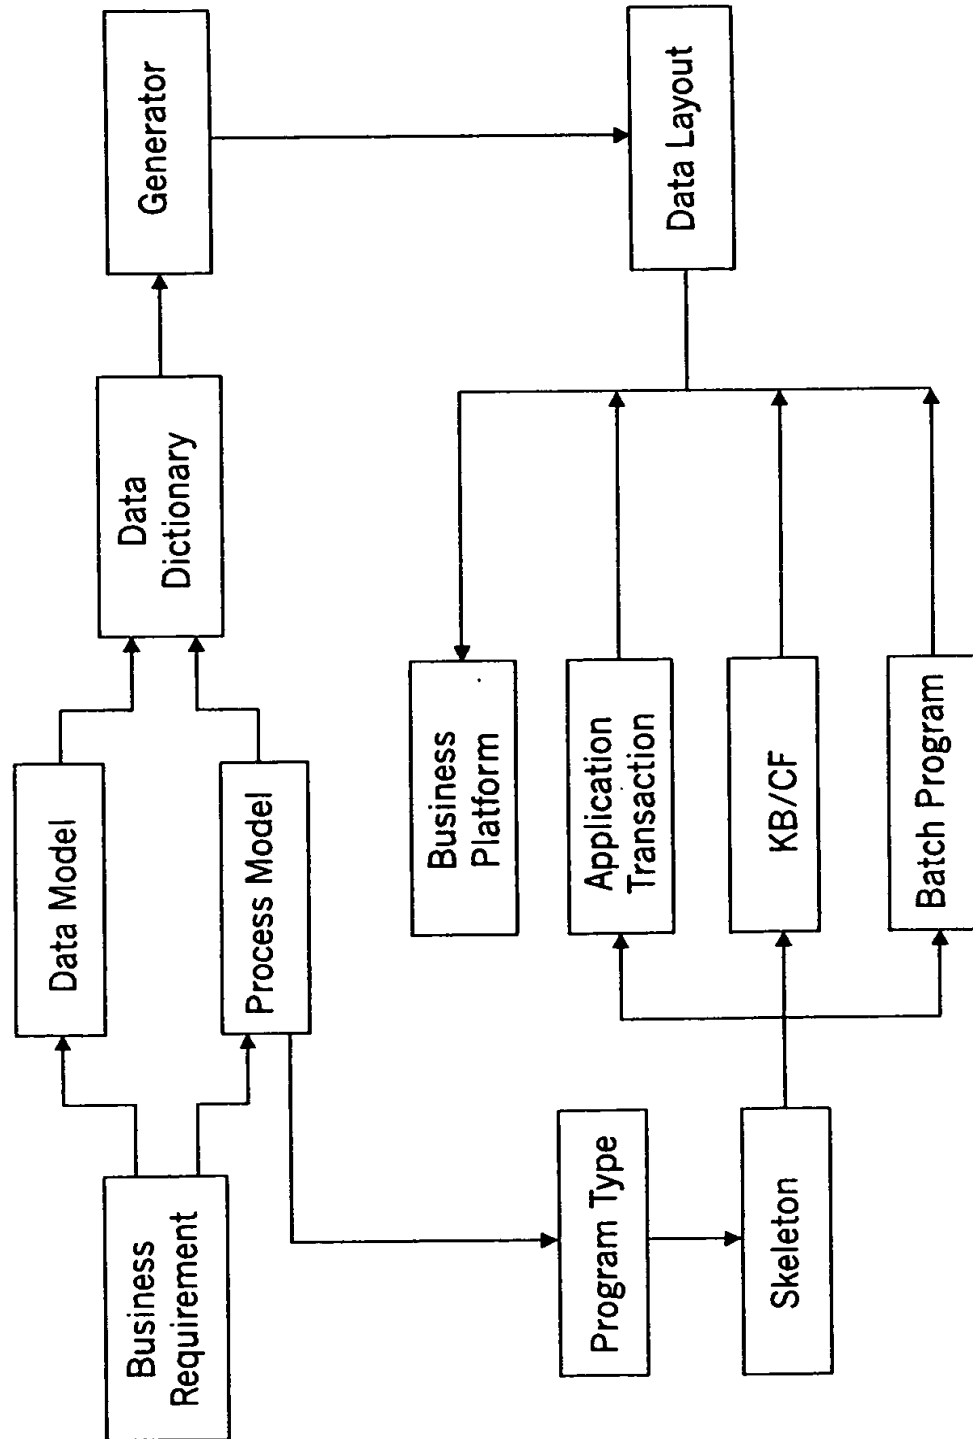 Business
Requirement
Data Model
Process Model
Data
Dictionary
Generator
Program Type
Skeleton
Business
Platform
Application
Transaction
KB/CF
Batch Program
Data Layout